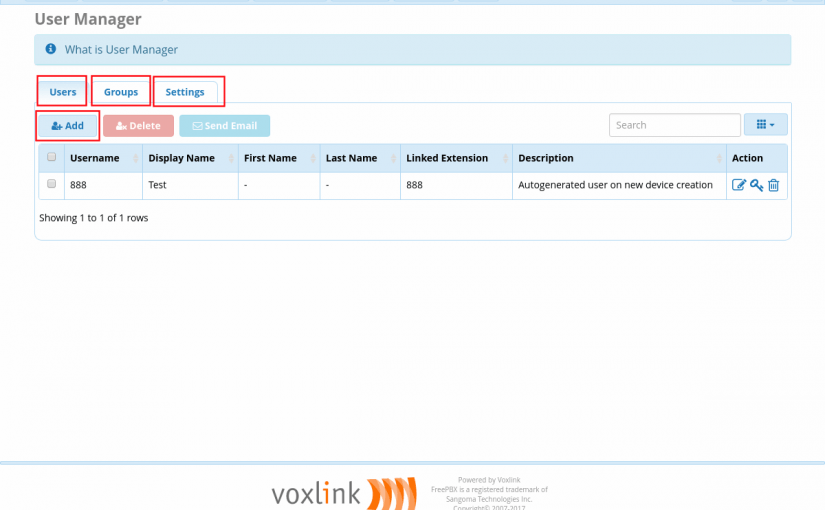 User Manager
What is User Manager
Users Groups Settings
Add Delete Send Email Search
Username Display Name First Name Last Name Linked Extension Description Action
888 Test - - 888 Autogenerated user on new device creation
Showing 1 to 1 of 1 rows
voxlink
Powered by Voxlink
FreePBX is a registered trademark of
Sangoma Technologies Inc.
Copyright© 2007-2017